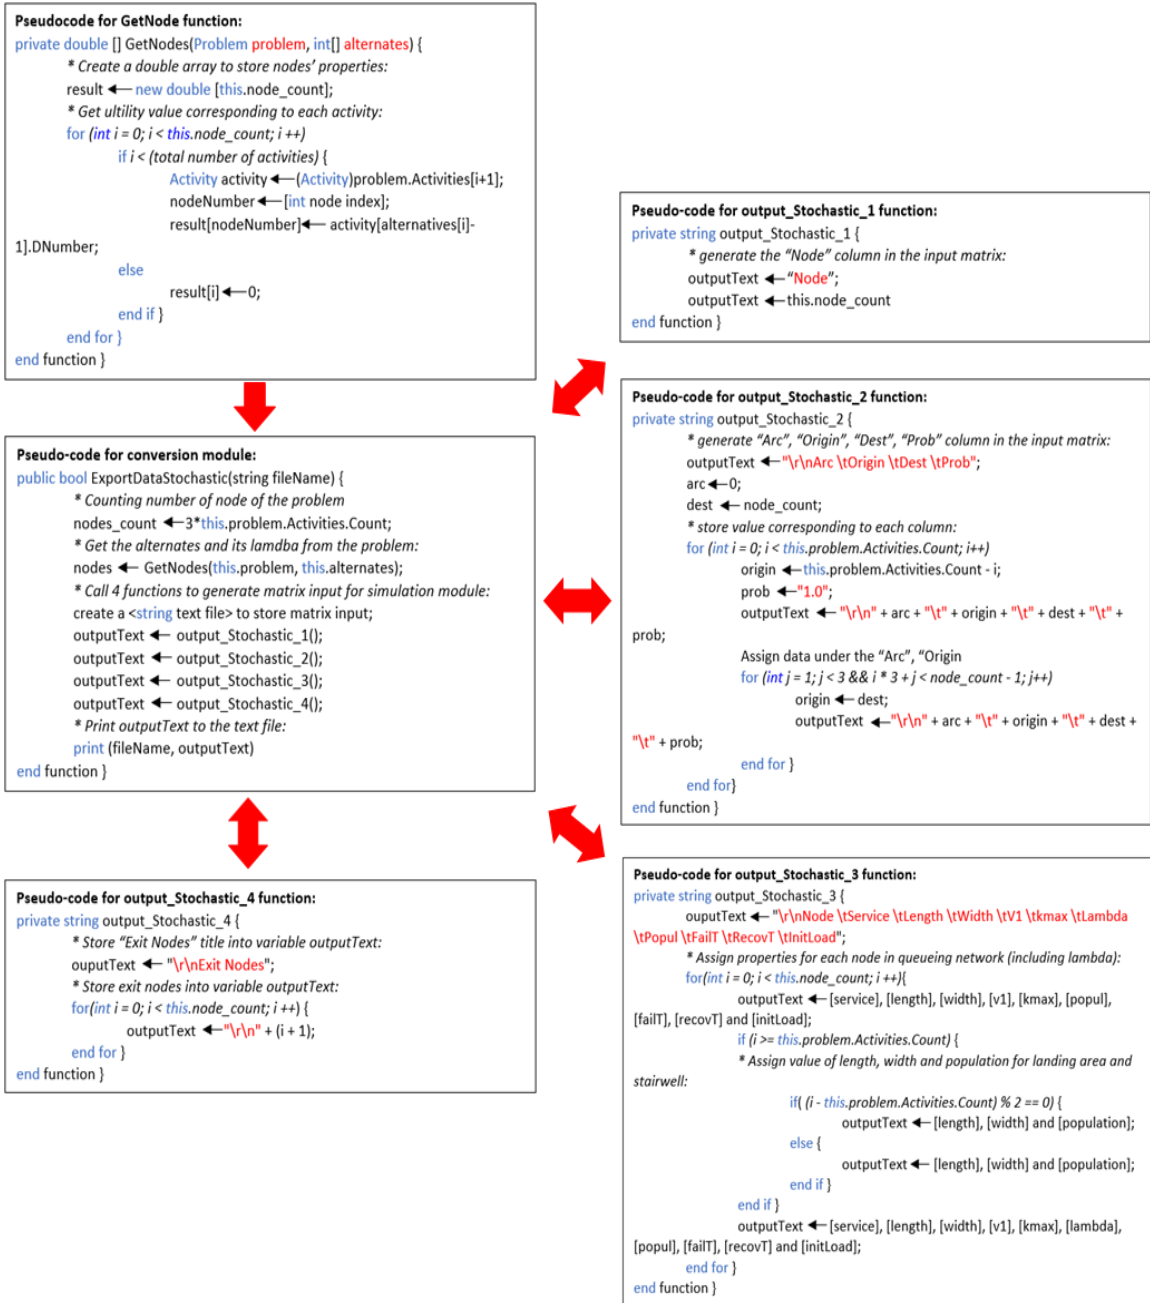 Pseudocode for GetNode function:
private double [] GetNodes(Problem problem, int[] alternates) {
* Create a double array to store nodes' properties:
result ← new double [this.node_count];
* Get ultility value corresponding to each activity:
for (int i = 0; i < this.node_count; i ++)
if i < (total number of activities) {
Activity activity ← (Activity)problem.Activities[i+1];
nodeNumber ← [int node index];
result[nodeNumber] ← activity[alternatives[i]-
1].DNumber;
else
result[i] ← 0;
end if }
end for }
end function }
Pseudo-code for conversion module:
public bool ExportDataStochastic(string fileName) {
* Counting number of node of the problem
nodes_count ← 3*this.problem.Activities.Count;
* Get the alternates and its lamdba from the problem:
nodes ← GetNodes(this.problem, this.alternates);
* Call 4 functions to generate matrix input for simulation module:
create a <string text file> to store matrix input;
outputText ← output_Stochastic_1();
outputText ← output_Stochastic_2();
outputText ← output_Stochastic_3();
outputText ← output_Stochastic_4();
* Print outputText to the text file:
print (fileName, outputText)
end function }
Pseudo-code for output_Stochastic_4 function:
private string output_Stochastic_4 {
* Store "Exit Nodes" title into variable outputText:
ouputText ← "\r\nExit Nodes";
* Store exit nodes into variable outputText:
for(int i = 0; i < this.node_count; i ++) {
outputText ← "\r\n" + (i + 1);
end for }
end function }
Pseudo-code for output_Stochastic_1 function:
private string output_Stochastic_1 {
* generate the "Node" column in the input matrix:
outputText ← "Node";
outputText ← this.node_count
end function }
Pseudo-code for output_Stochastic_2 function:
private string output_Stochastic_2 {
* generate "Arc", "Origin", "Dest", "Prob" column in the input matrix:
outputText ← "\r\nArc \tOrigin \tDest \tProb";
arc ← 0;
dest ← node_count;
* store value corresponding to each column:
for (int i = 0; i < this.problem.Activities.Count; i++)
origin ← this.problem.Activities.Count - i;
prob ← "1.0";
outputText ← "\r\n" + arc + "\t" + origin + "\t" + dest + "\t" +
prob;
Assign data under the "Arc", "Origin
for (int j = 1; j < 3 && i * 3 + j < node_count - 1; j++)
origin ← dest;
outputText ← "\r\n" + arc + "\t" + origin + "\t" + dest +
"\t" + prob;
end for }
end for}
end function }
Pseudo-code for output_Stochastic_3 function:
private string output_Stochastic_3 {
ouputText ← "\r\nNode \tService \tLength \tWidth \tV1 \tkmax \tLambda
\tPopul \tFailT \tRecovT \tInitLoad";
* Assign properties for each node in queueing network (including lambda):
for(int i = 0; i < this.node_count; i ++){
outputText ← [service], [length], [width], [v1], [kmax], [popul],
[failT], [recovT] and [initLoad];
if (i >= this.problem.Activities.Count) {
* Assign value of length, width and population for landing area and
stairwell:
if( (i - this.problem.Activities.Count) % 2 == 0) {
outputText ← [length], [width] and [population];
else {
outputText ← [length], [width] and [population];
end if }
end if }
outputText ← [service], [length], [width], [v1], [kmax], [lambda],
[popul], [failT], [recovT] and [initLoad];
end for }
end function }